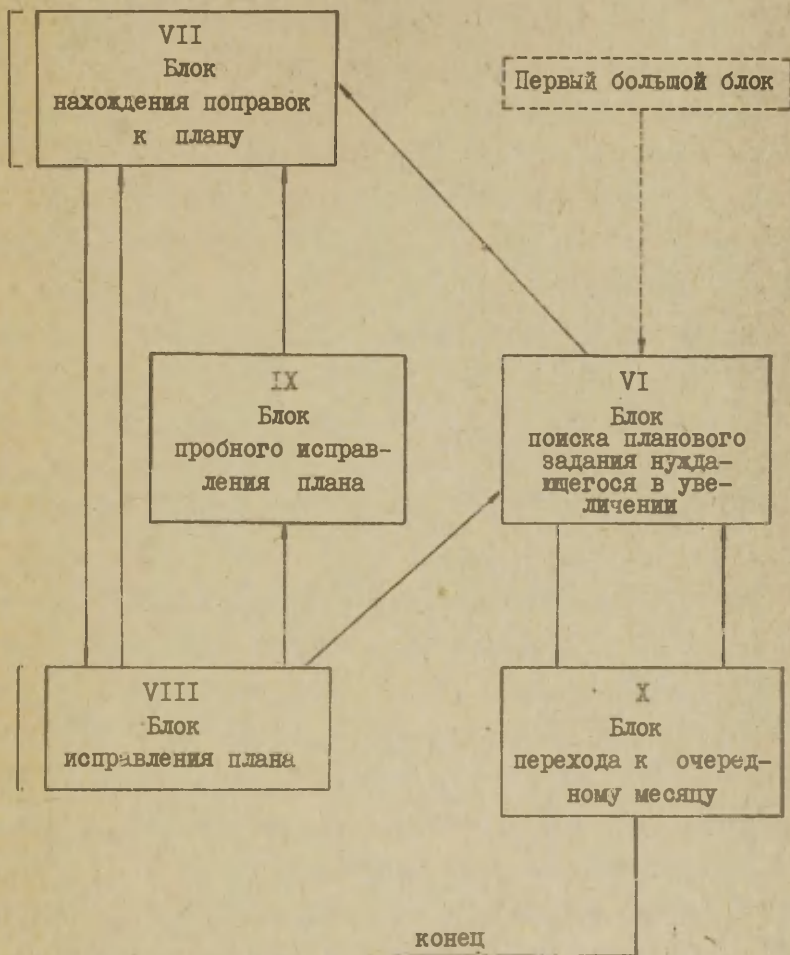 VII
Блок
нахождения поправок
к плану
Первый большой блок
IX
Блок
пробного исправ-
ления плана
VI
Блок
поиска планового
задания нужда-
ющегося в уве-
личении
VIII
Блок
исправления плана
X
Блок
перехода к очеред-
ному месяцу
конец